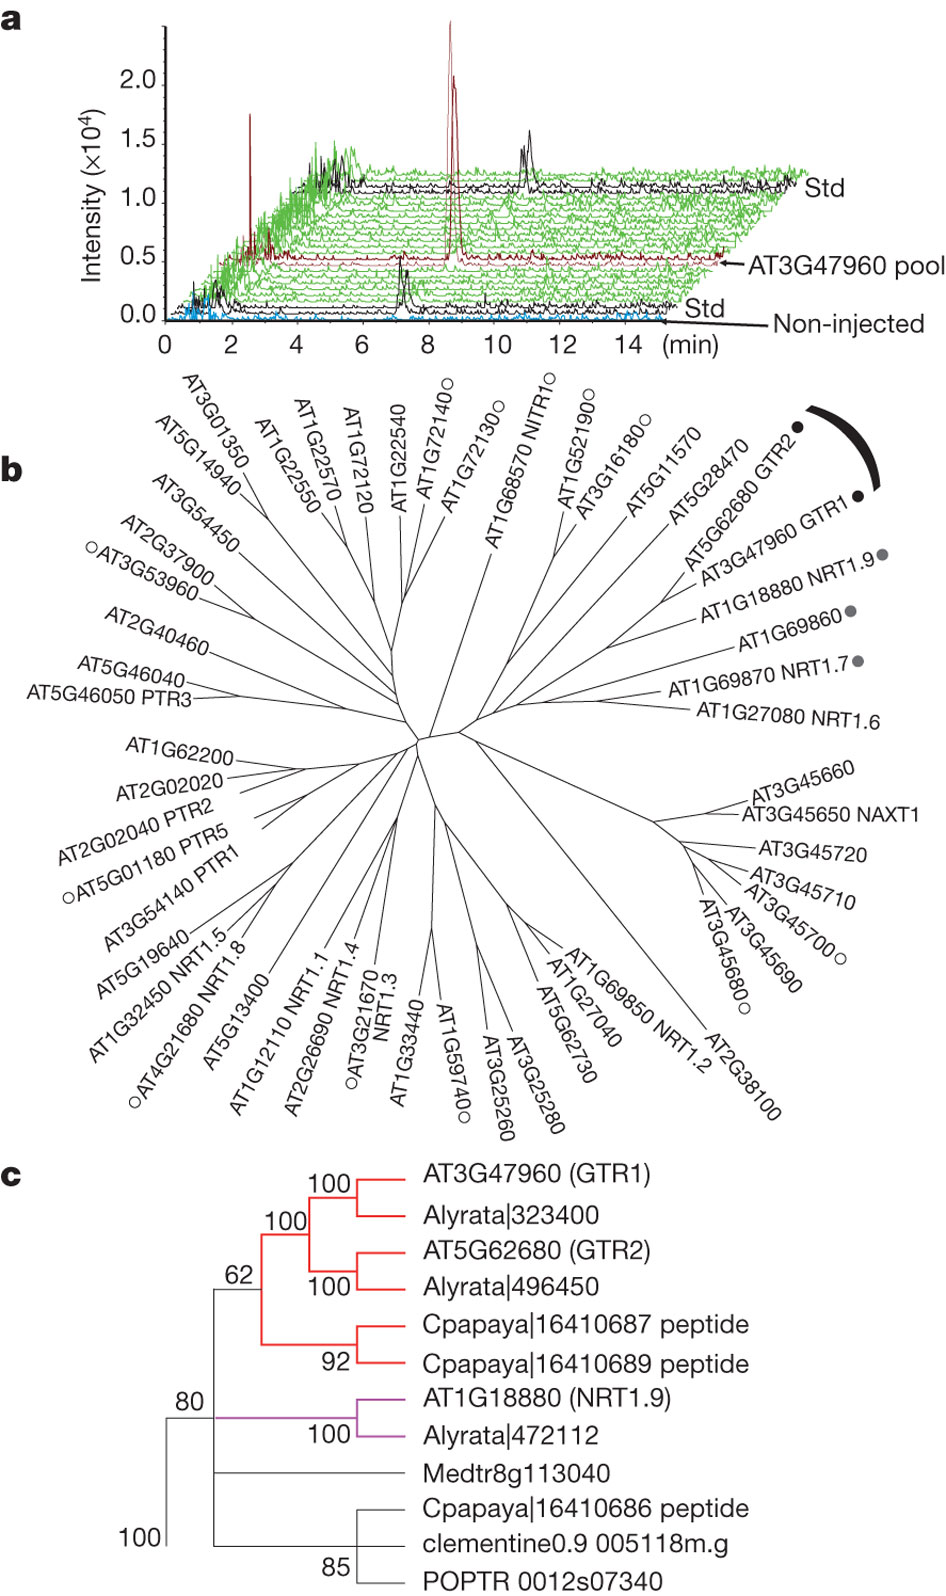 a
Intensity (×10⁴)
2.0
1.5
1.0
0.5
0.0
0 2 4 6 8 10 12 14 (min)
Std
AT3G47960 pool
Std
Non-injected
b
AT3G01350
AT5G14940
AT1G22550
AT1G22570
AT1G72120
AT1G22540
AT1G72140
AT1G72130
AT1G68570 NITR1
AT1G52190
AT3G16180
AT5G11570
AT5G28470
AT5G62680 GTR2
AT3G47960 GTR1
AT1G18880 NRT1.9
AT1G69860
AT1G69870 NRT1.7
AT1G27080 NRT1.6
AT3G45660
AT3G45650 NAXT1
AT3G45720
AT3G45710
AT3G45700
AT3G45690
AT3G45680
AT2G38100
AT1G69850 NRT1.2
AT1G27040
AT5G62730
AT3G25280
AT3G25260
AT1G59740
AT1G33440
AT3G21670
NRT1.3
AT2G26690 NRT1.4
AT1G12110 NRT1.1
AT5G13400
AT4G21680 NRT1.8
AT1G32450 NRT1.5
AT5G19640
AT3G54140 PTR1
AT5G01180 PTR5
AT2G02040 PTR2
AT2G02020
AT1G62200
AT5G46050 PTR3
AT5G46040
AT2G40460
AT3G53960
AT2G37900
AT3G54450
c
100
100
100
62
92
80
100
100
85
AT3G47960 (GTR1)
Alyrata|323400
AT5G62680 (GTR2)
Alyrata|496450
Cpapaya|16410687 peptide
Cpapaya|16410689 peptide
AT1G18880 (NRT1.9)
Alyrata|472112
Medtr8g113040
Cpapaya|16410686 peptide
clementine0.9 005118m.g
POPTR 0012s07340